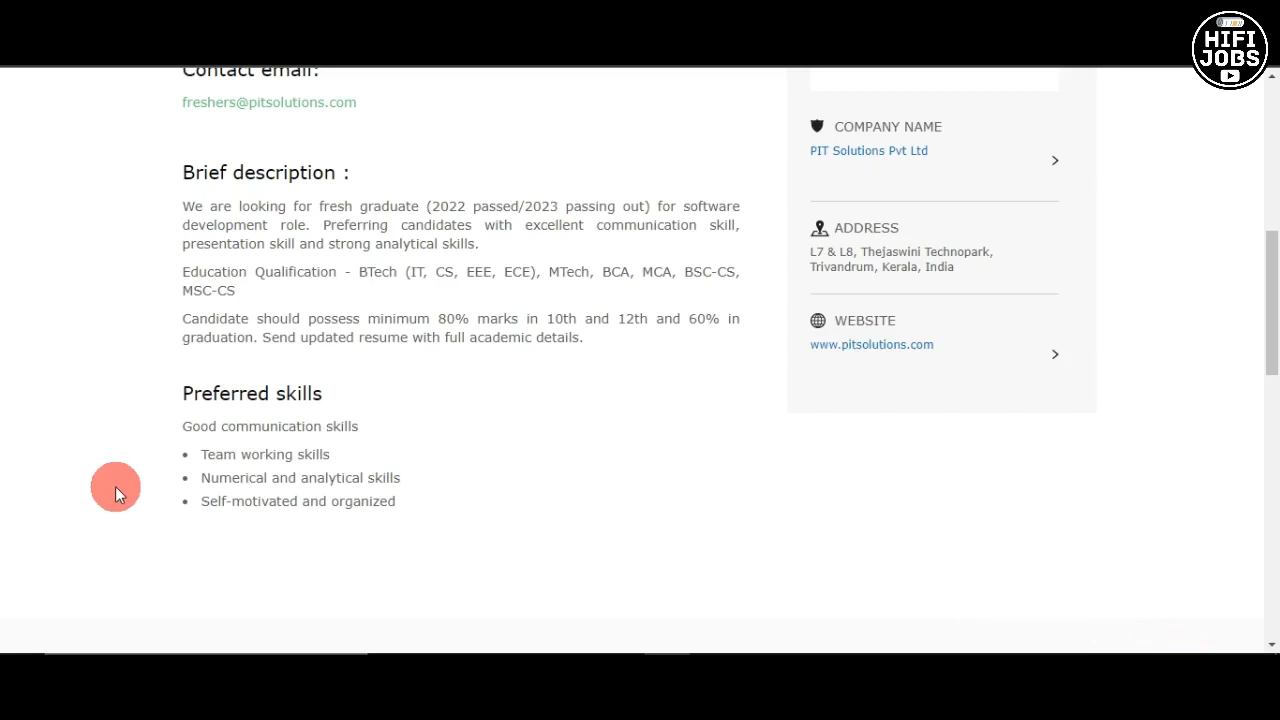 HIFI
JOBS
Contact email:
freshers@pitsolutions.com
Brief description :
We are looking for fresh graduate (2022 passed/2023 passing out) for software
development role. Preferring candidates with excellent communication skill,
presentation skill and strong analytical skills.
Education Qualification - BTech (IT, CS, EEE, ECE), MTech, BCA, MCA, BSC-CS,
MSC-CS
Candidate should possess minimum 80% marks in 10th and 12th and 60% in
graduation. Send updated resume with full academic details.
Preferred skills
Good communication skills
• Team working skills
• Numerical and analytical skills
• Self-motivated and organized
COMPANY NAME
PIT Solutions Pvt Ltd
ADDRESS
L7 & L8, Thejaswini Technopark,
Trivandrum, Kerala, India
WEBSITE
www.pitsolutions.com